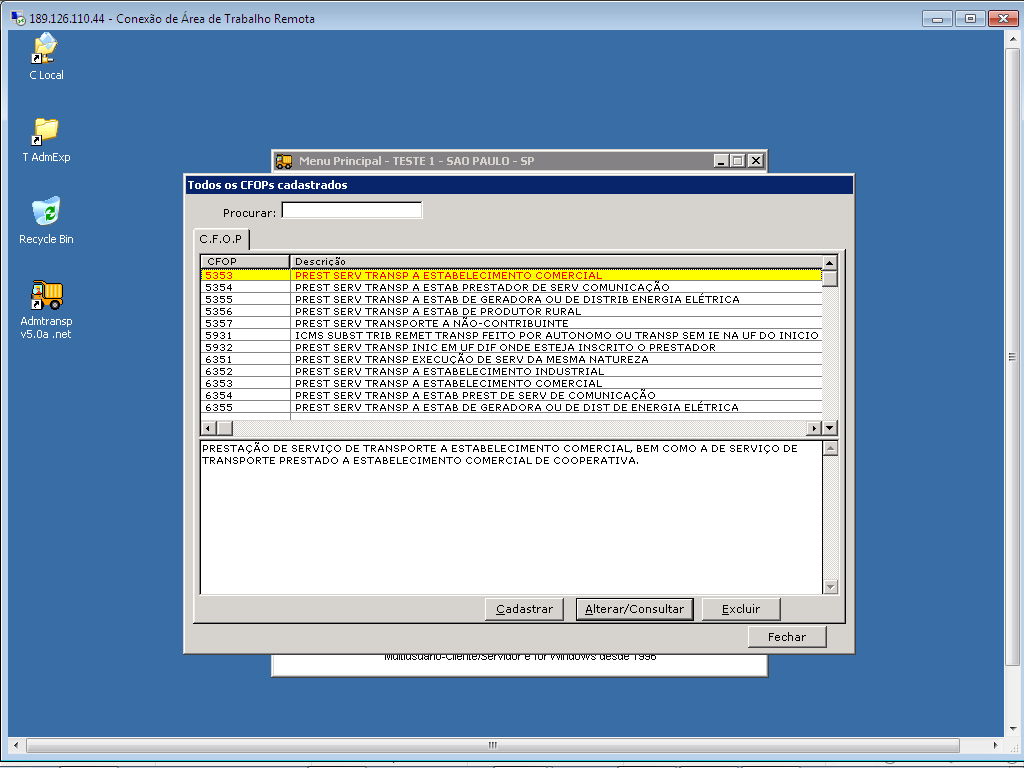 189.126.110.44 - Conexão de Área de Trabalho Remota
C Local
T AdmExp
Recycle Bin
Admtransp
v5.0a .net
Menu Principal - TESTE 1 - SAO PAULO - SP
Todos os CFOPs cadastrados
Procurar:
C.F.O.P
CFOP Descrição
5353 PREST SERV TRANSP A ESTABELECIMENTO COMERCIAL
5354 PREST SERV TRANSP A ESTAB PRESTADOR DE SERV COMUNICAÇÃO
5355 PREST SERV TRANSP A ESTAB DE GERADORA OU DE DISTRIB ENERGIA ELÉTRICA
5356 PREST SERV TRANSP A ESTAB DE PRODUTOR RURAL
5357 PREST SERV TRANSPORTE A NÃO-CONTRIBUINTE
5931 ICMS SUBST TRIB REMET TRANSP FEITO POR AUTONOMO OU TRANSP SEM IE NA UF DO INICIO
5932 PREST SERV TRANSP INIC EM UF DIF ONDE ESTEJA INSCRITO O PRESTADOR
6351 PREST SERV TRANSP EXECUÇÃO DE SERV DA MESMA NATUREZA
6352 PREST SERV TRANSP A ESTABELECIMENTO INDUSTRIAL
6353 PREST SERV TRANSP A ESTABELECIMENTO COMERCIAL
6354 PREST SERV TRANSP A ESTAB PREST DE SERV DE COMUNICAÇÃO
6355 PREST SERV TRANSP A ESTAB DE GERADORA OU DE DIST DE ENERGIA ELÉTRICA
PRESTAÇÃO DE SERVIÇO DE TRANSPORTE A ESTABELECIMENTO COMERCIAL, BEM COMO A DE SERVIÇO DE
TRANSPORTE PRESTADO A ESTABELECIMENTO COMERCIAL DE COOPERATIVA.
Cadastrar Alterar/Consultar Excluir
Fechar
Multiusuário-Cliente/Servidor e for Windows desde 1996